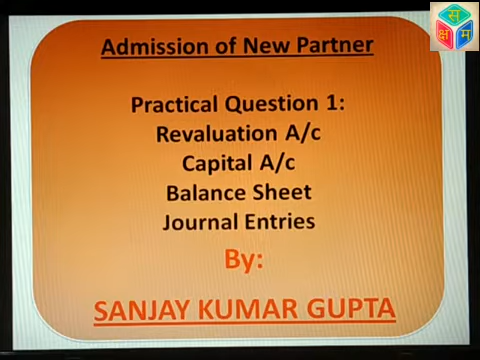 स
क्ष म
Admission of New Partner
Practical Question 1:
Revaluation A/c
Capital A/c
Balance Sheet
Journal Entries
By:
SANJAY KUMAR GUPTA